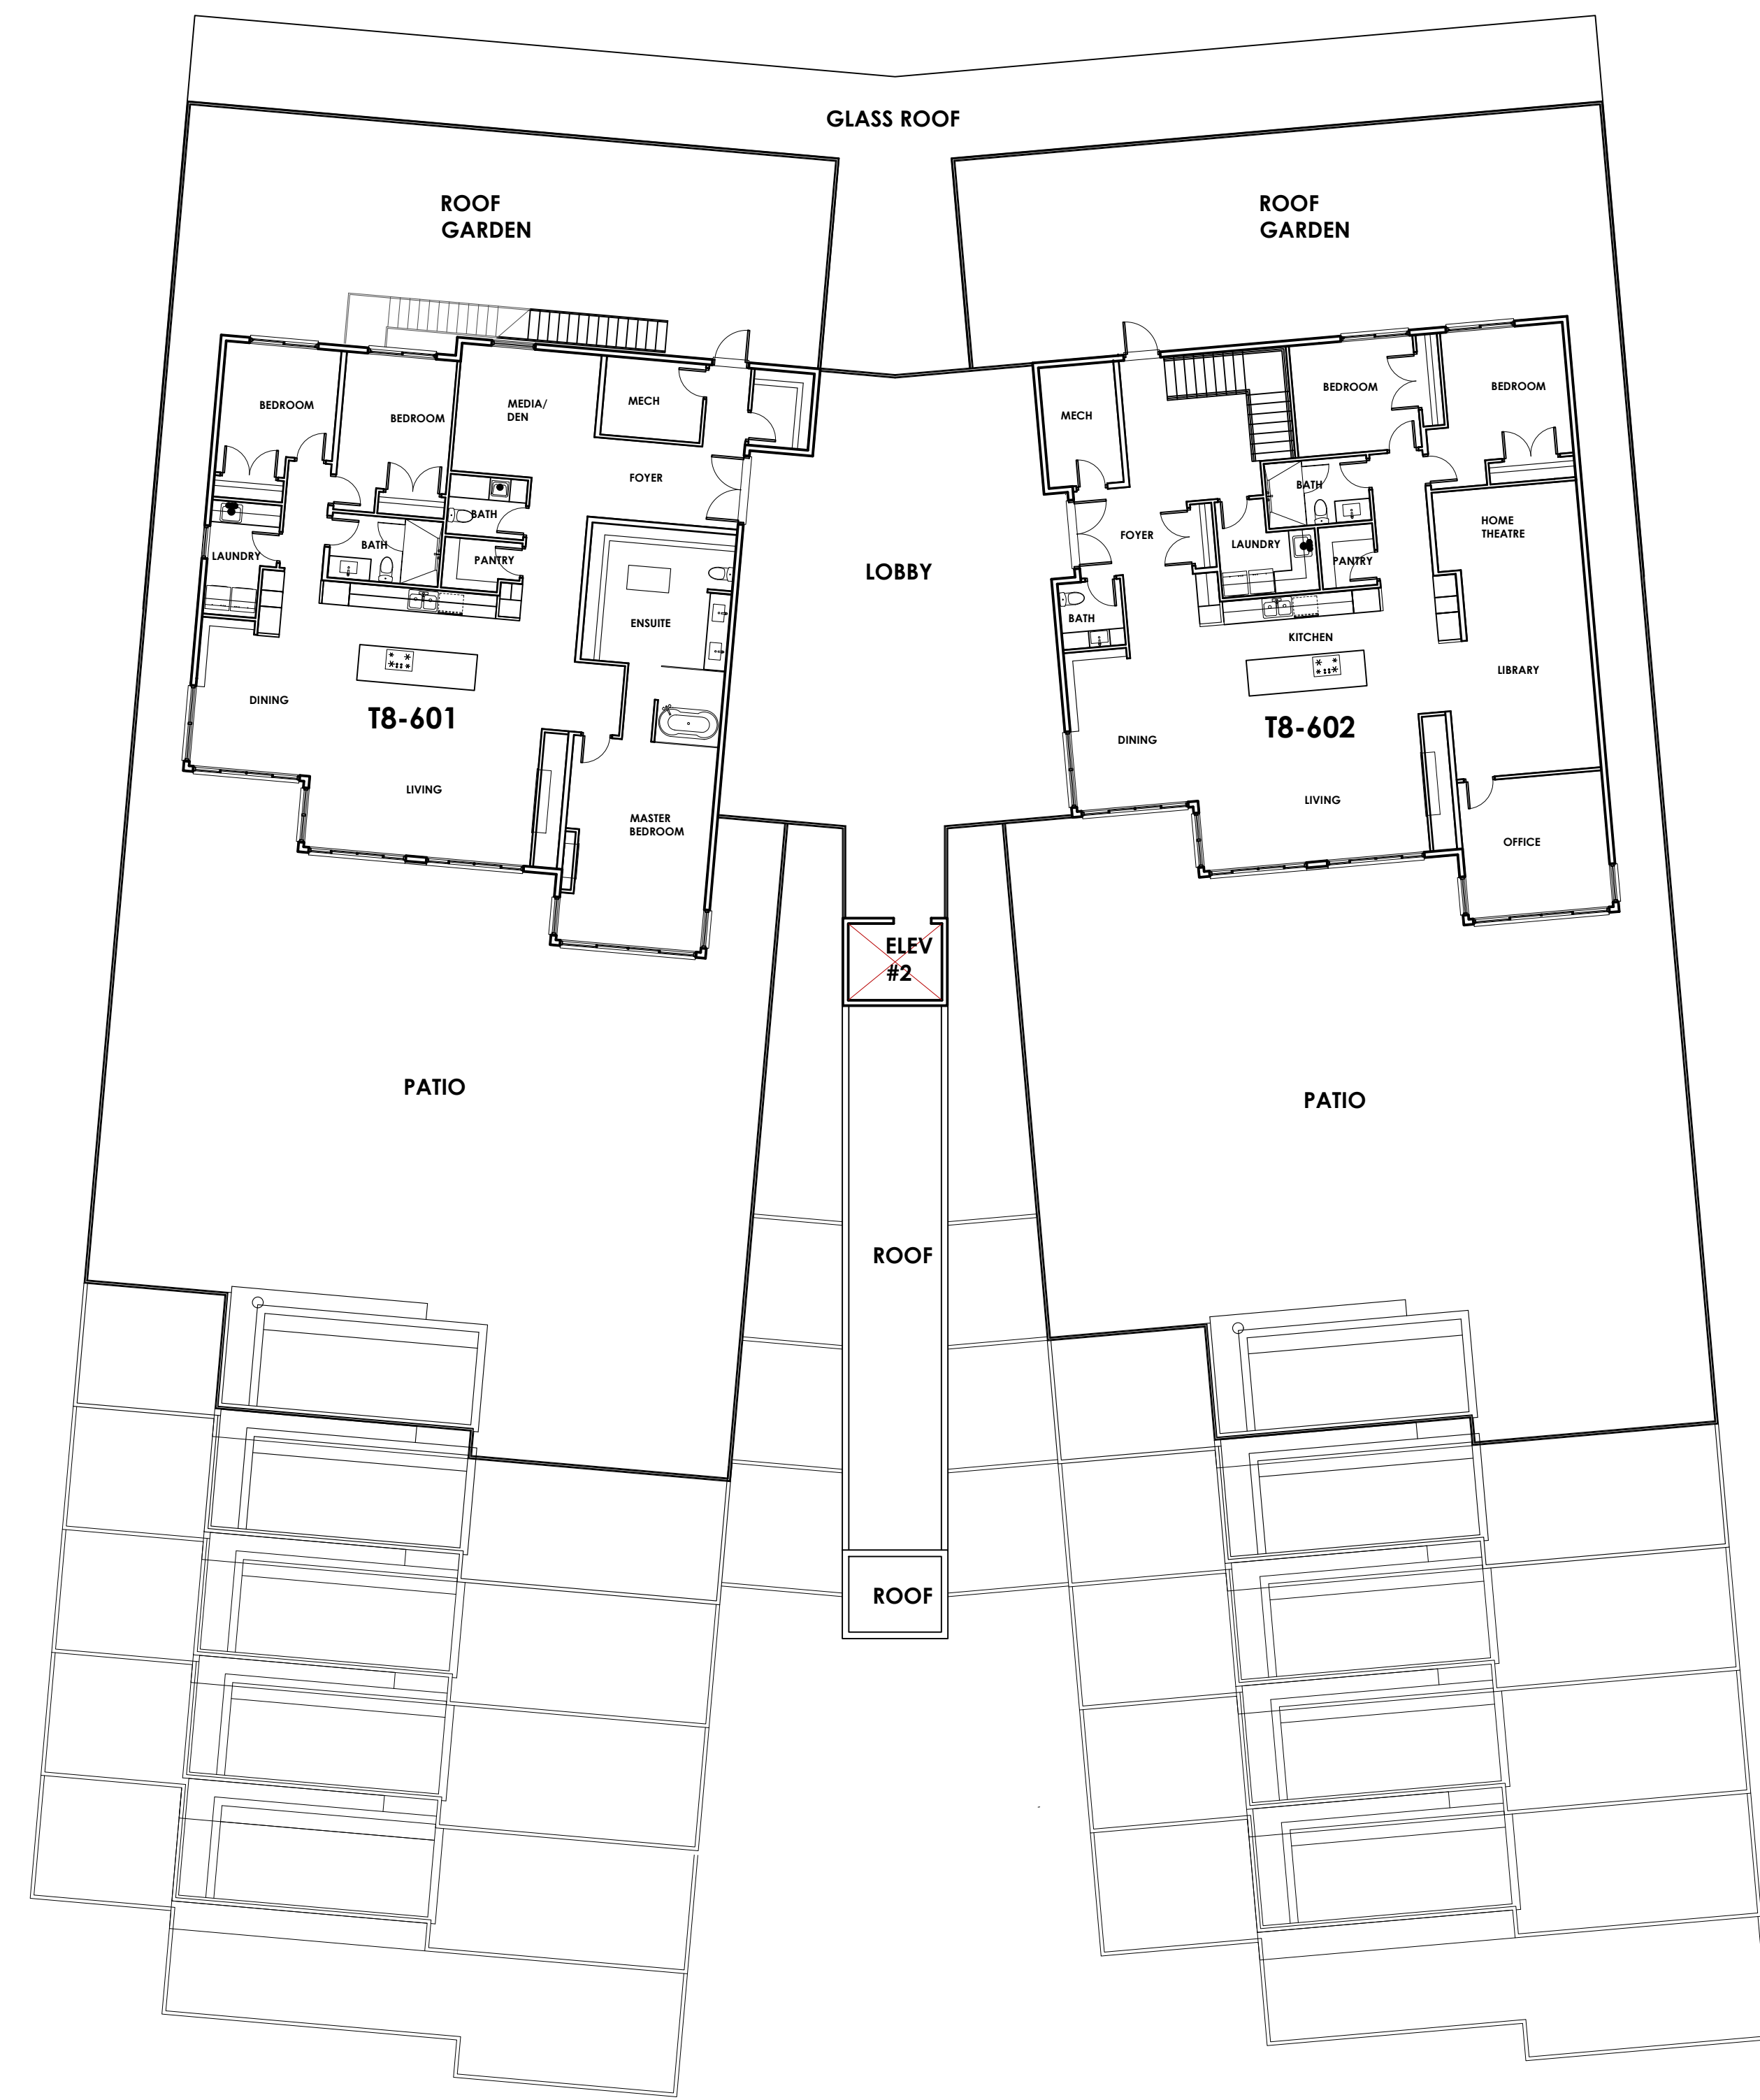 GLASS ROOF
ROOF
GARDEN
ROOF
GARDEN
BEDROOM
BEDROOM
MEDIA/
DEN
MECH
FOYER
BATH
BATH
PANTRY
LAUNDRY
ENSUITE
DINING
T8-601
LIVING
MASTER
BEDROOM
LOBBY
MECH
BEDROOM
BEDROOM
BATH
FOYER
LAUNDRY
PANTRY
HOME
THEATRE
BATH
KITCHEN
LIBRARY
DINING
T8-602
LIVING
OFFICE
ELEV
#2
PATIO
PATIO
ROOF
ROOF